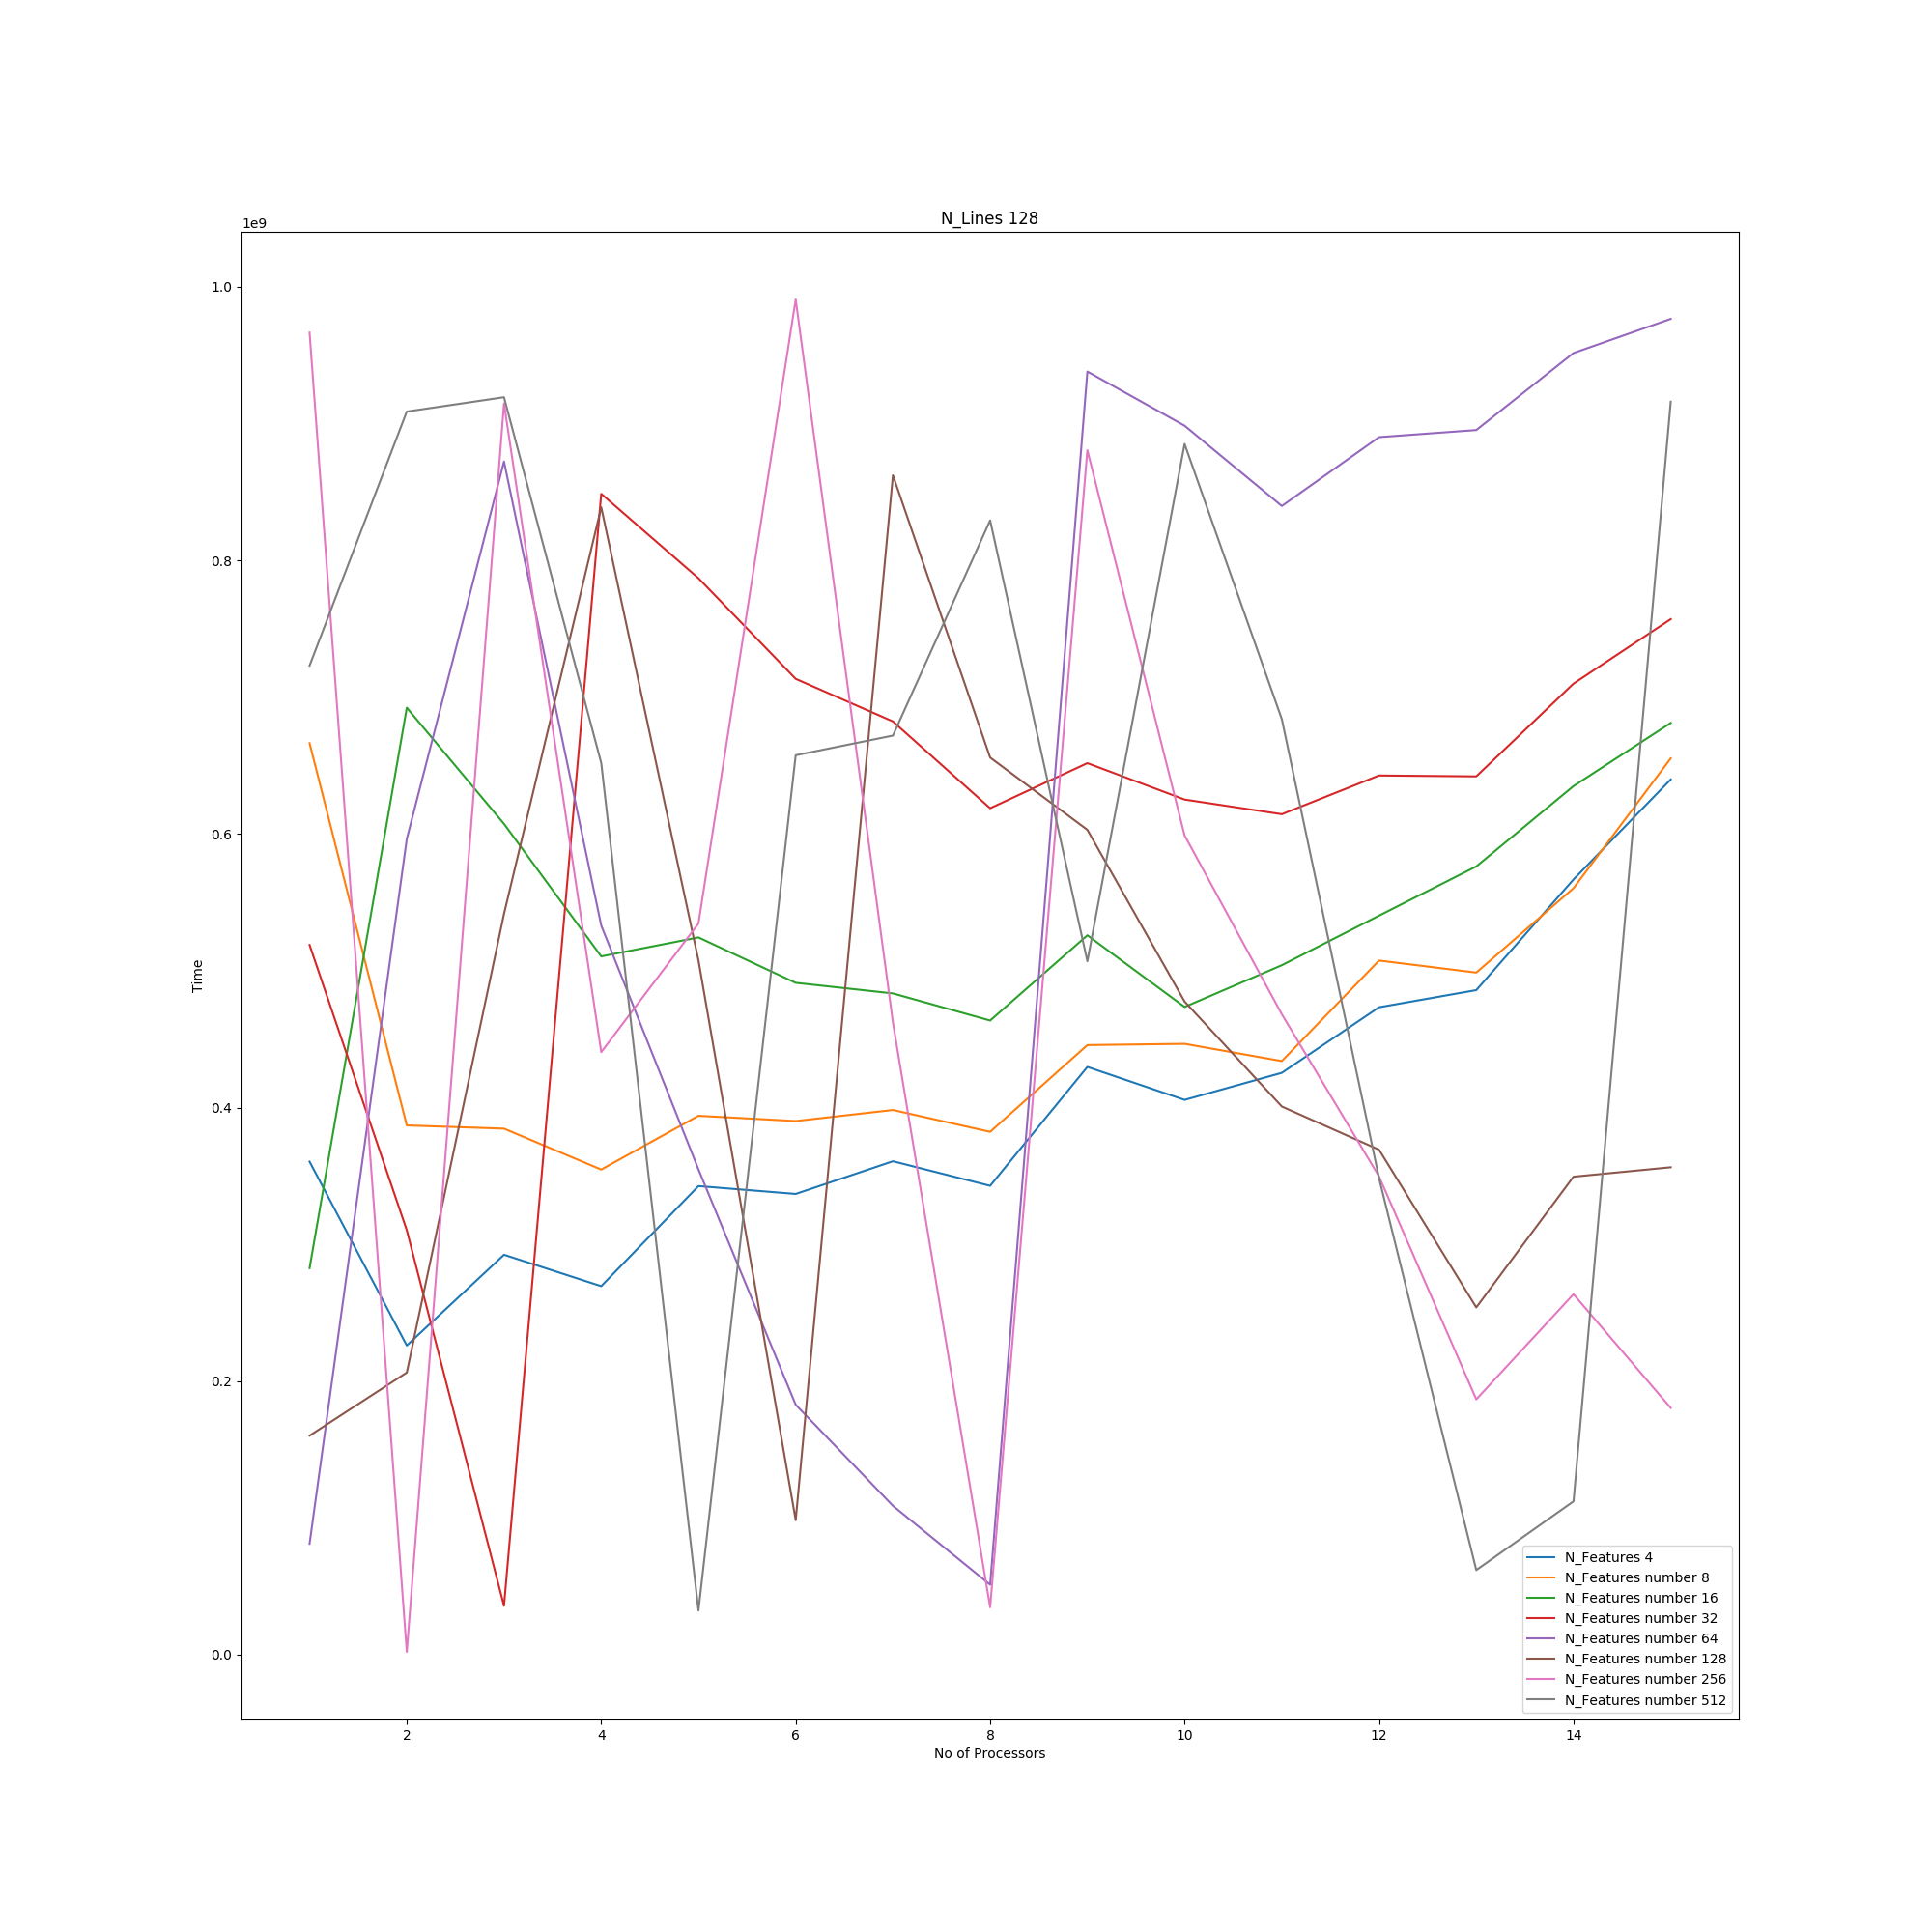 N_Lines 128
1e9
1.0
0.8
0.6
0.4
0.2
0.0
Time
2 4 6 8 10 12 14
No of Processors
N_Features 4
N_Features number 8
N_Features number 16
N_Features number 32
N_Features number 64
N_Features number 128
N_Features number 256
N_Features number 512